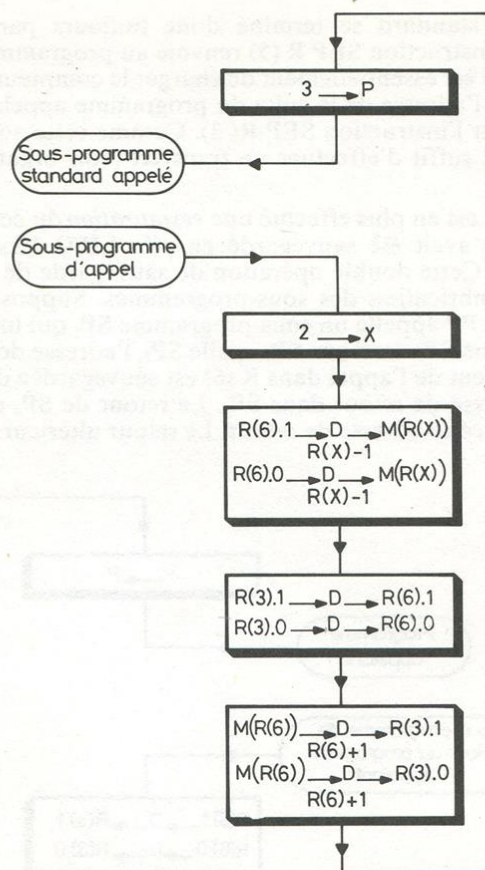 3 → P
Sous-programme
standard appelé
Sous-programme
d'appel
2 → X
R(6).1 → D → M(R(X))
R(X)-1
R(6).0 → D → M(R(X))
R(X)-1
R(3).1 → D → R(6).1
R(3).0 → D → R(6).0
M(R(6)) → D → R(3).1
R(6)+1
M(R(6)) → D → R(3).0
R(6)+1